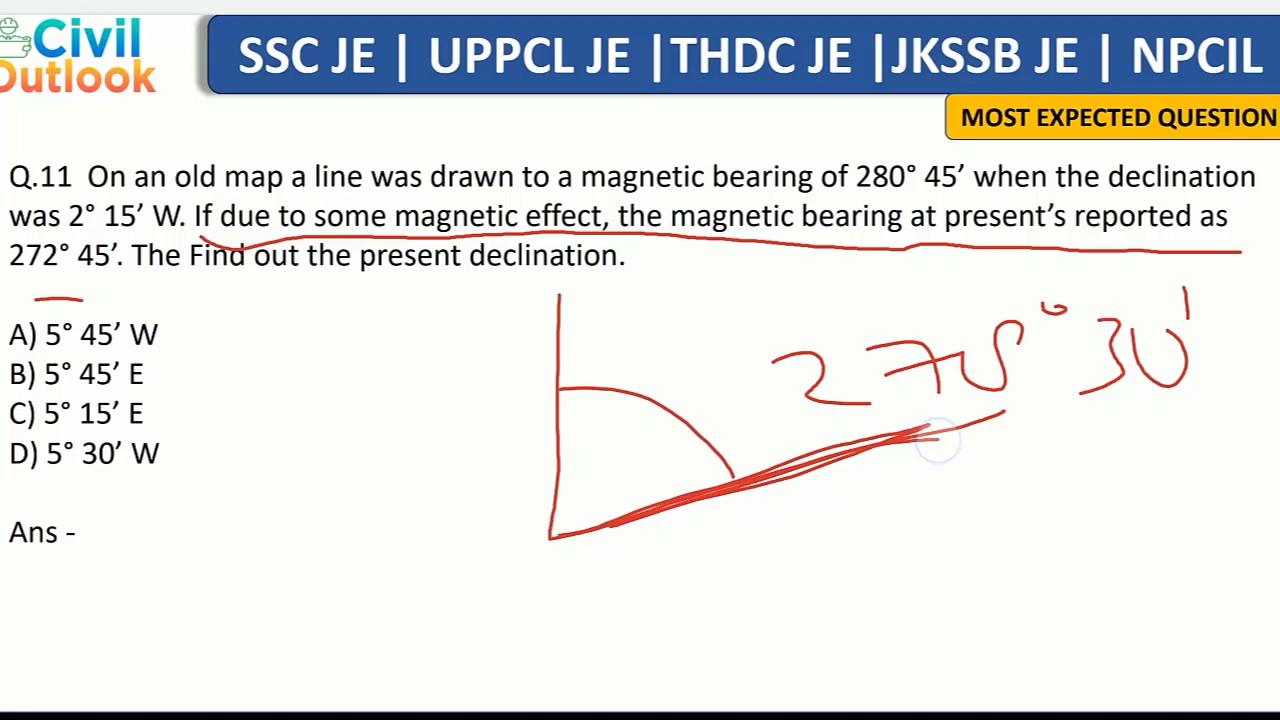 Civil
Outlook
SSC JE | UPPCL JE |THDC JE |JKSSB JE | NPCIL
MOST EXPECTED QUESTION
Q.11 On an old map a line was drawn to a magnetic bearing of 280° 45’ when the declination
was 2° 15’ W. If due to some magnetic effect, the magnetic bearing at present’s reported as
272° 45’. The Find out the present declination.
A) 5° 45’ W
B) 5° 45’ E
C) 5° 15’ E
D) 5° 30’ W
278° 30'
Ans -